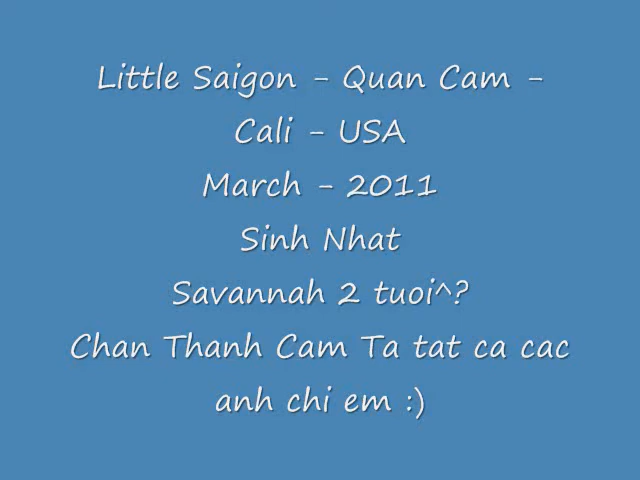 Little Saigon - Quan Cam -
Cali - USA
March - 2011
Sinh Nhat
Savannah 2 tuoi^?
Chan Thanh Cam Ta tat ca cac
anh chi em :)